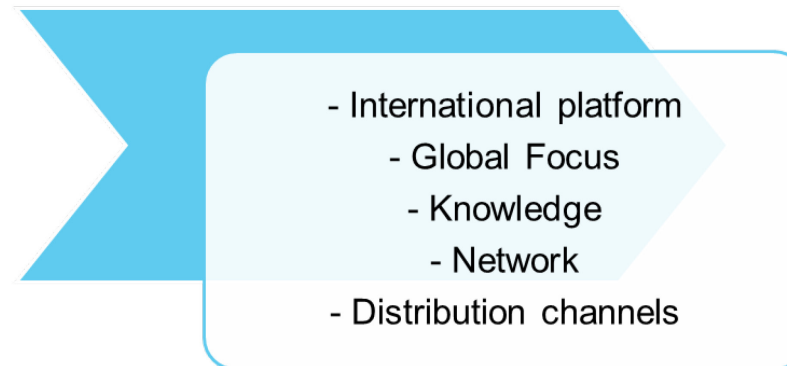 - International platform
- Global Focus
- Knowledge
- Network
- Distribution channels